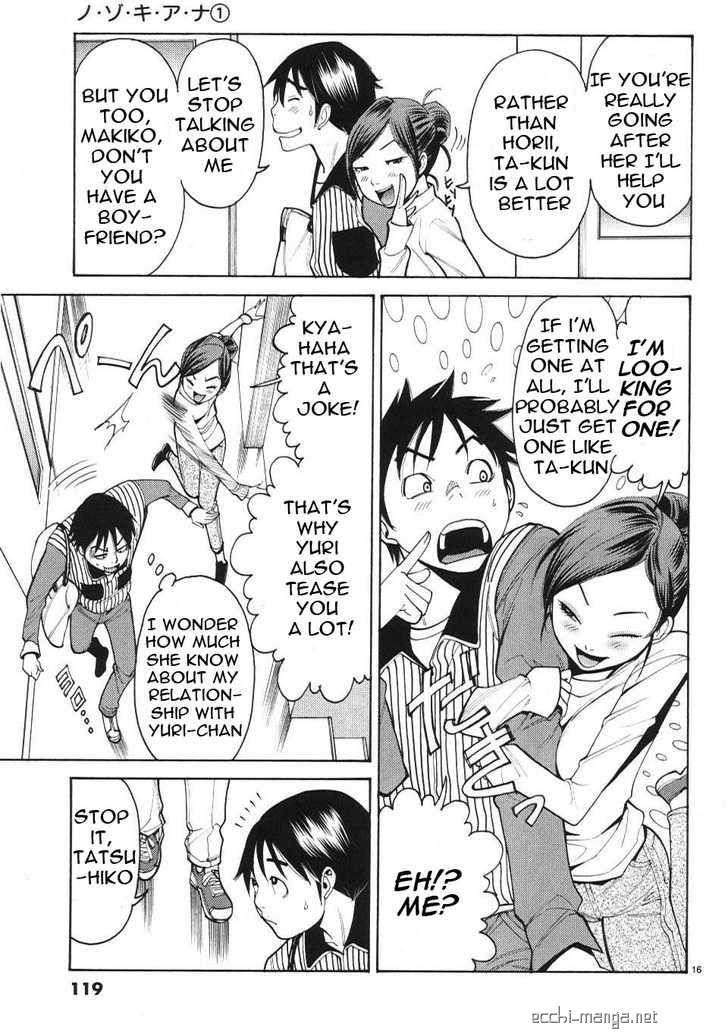 ノ・ゾ・キ・ア・ナ①
IF YOU'RE
REALLY
GOING
AFTER
HER I'LL
HELP
YOU
RATHER
THAN
HORII,
TA-KUN
IS A LOT
BETTER
LET'S
STOP
TALKING
ABOUT
ME
BUT YOU
TOO,
MAKIKO,
DON'T
YOU
HAVE A
BOY-
FRIEND?
I'M
LOO-
KING
FOR
ONE!
IF I'M
GETTING
ONE AT
ALL, I'LL
PROBABLY
JUST GET
ONE LIKE
TA-KUN
EH!?
ME?
KYA-
HAHA
THAT'S
A
JOKE!
THAT'S
WHY
YURI
ALSO
TEASE
YOU
A LOT!
I WONDER
HOW MUCH
SHE KNOW
ABOUT MY
RELATION-
SHIP WITH
YURI-CHAN
STOP
IT,
TATSU
-HIKO
16
119
ecchi-manga.net